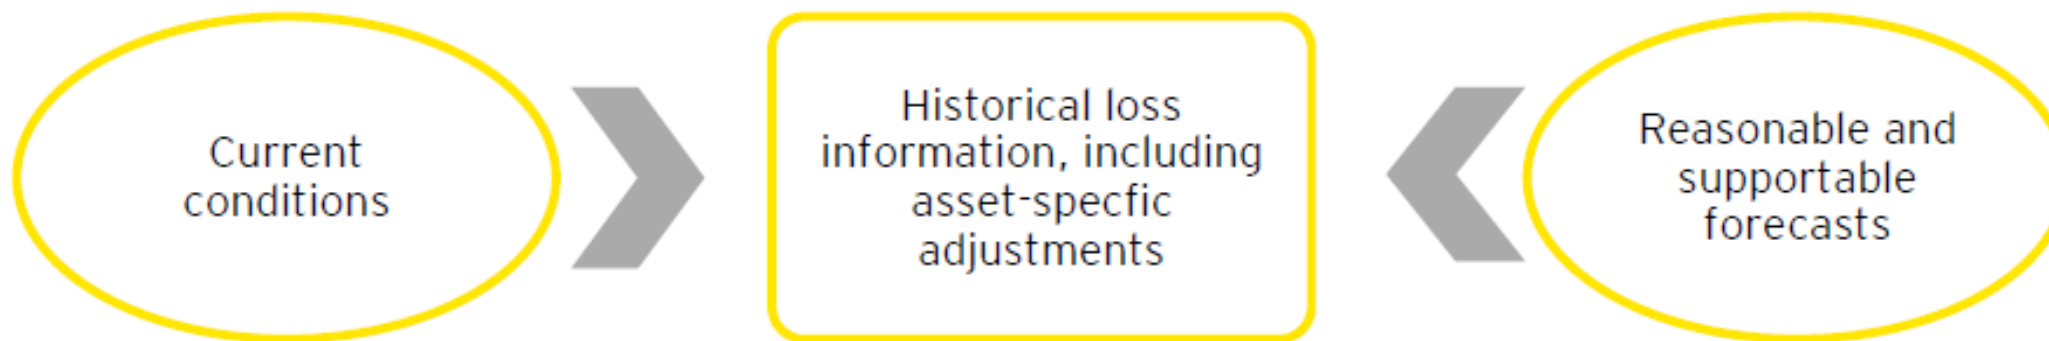 Current
conditions
Historical loss
information, including
asset-specfic
adjustments
Reasonable and
supportable
forecasts